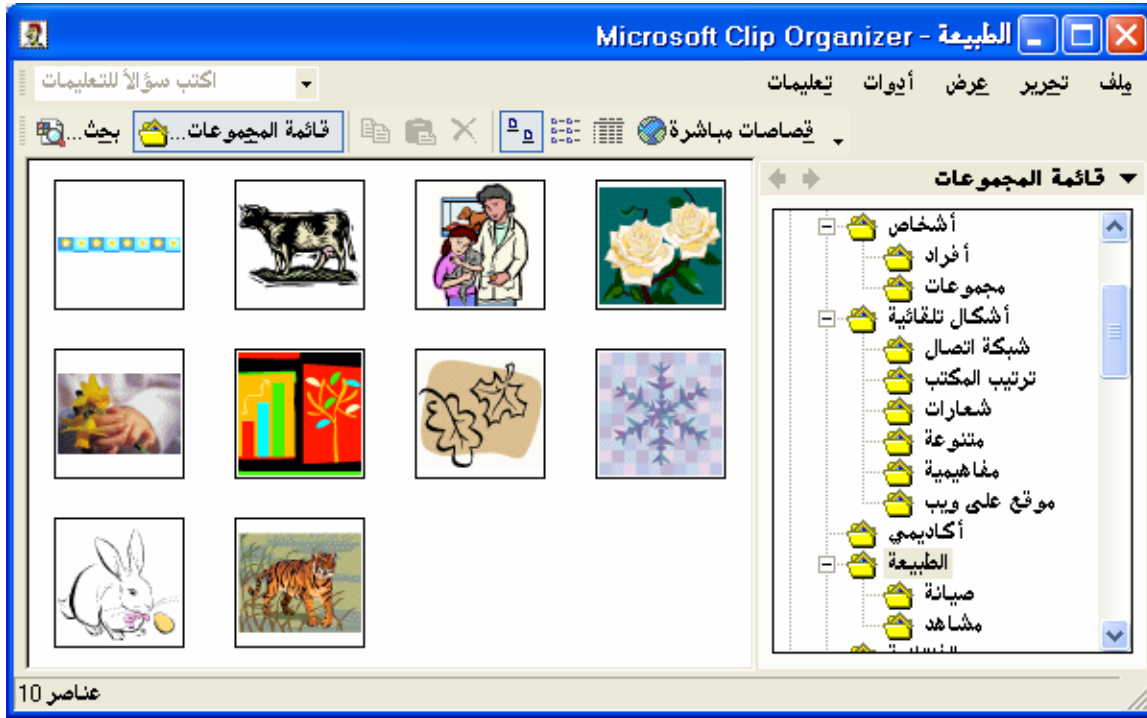 Microsoft Clip Organizer - الطبيعة
ملف تحرير عرض أدوات تعليمات
اكتب سؤالاً للتعليمات
قصاصات مباشرة
قائمة المجموعات...
بحث...
قائمة المجموعات
أشخاص
أفراد
مجموعات
أشكال تلقائية
شبكة اتصال
ترتيب المكتب
شعارات
متنوعة
مفاهيمية
موقع على ويب
أكاديمي
الطبيعة
صيانة
مشاهد
10 عناصر